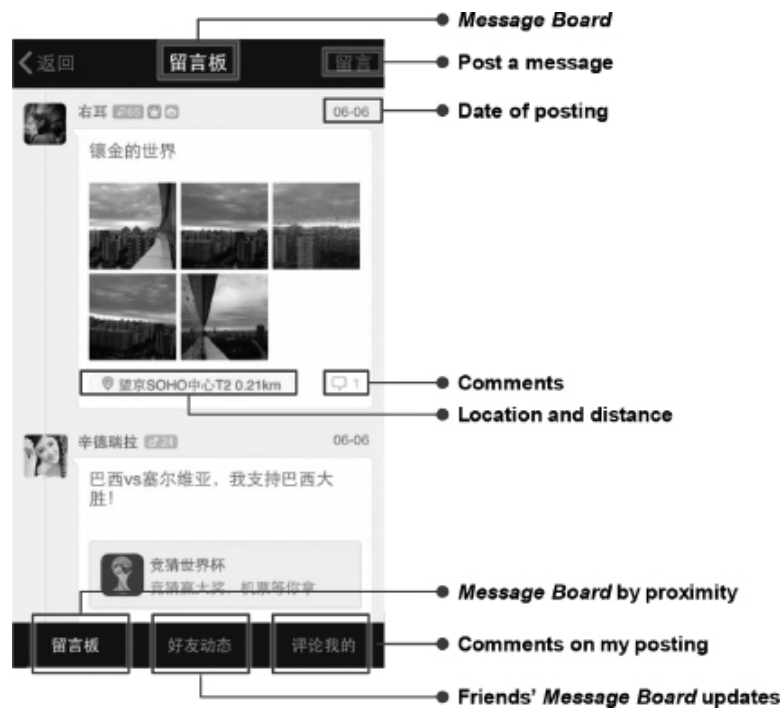 Message Board
返回
留言板
留言
Post a message
右耳
06-06
Date of posting
镶金的世界
望京SOHO中心T2 0.21km
1
Comments
Location and distance
辛德瑞拉
24
06-06
巴西vs塞尔维亚，我支持巴西大
胜！
竞猜世界杯
竞猜赢大奖，机票等你拿
Message Board by proximity
留言板
好友动态
评论我的
Comments on my posting
Friends' Message Board updates